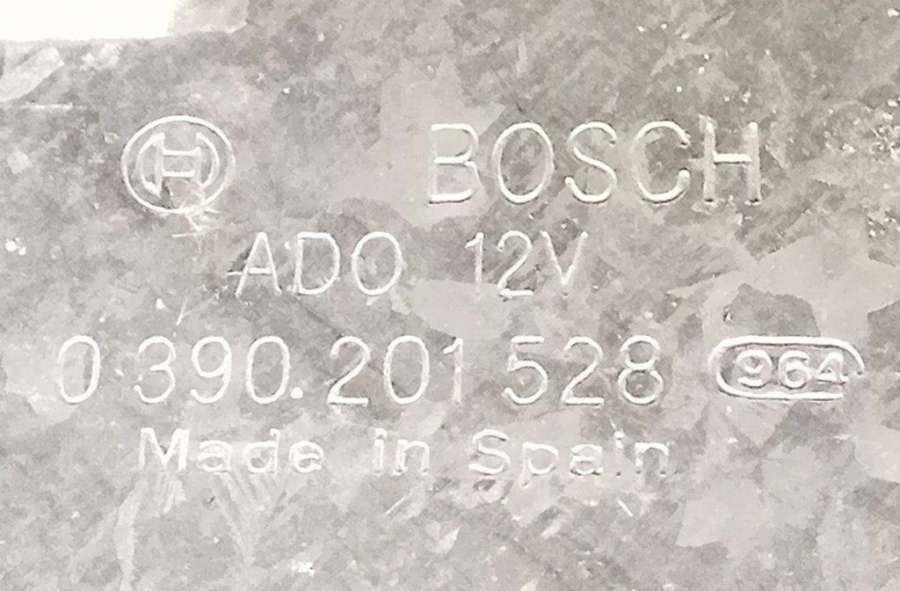 BOSCH
ADO 12V
0 390.201 528 964
Made in Spain